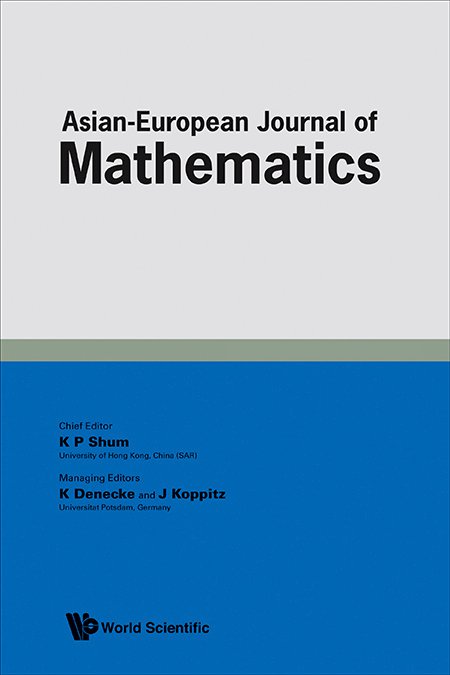 Asian-European Journal of
Mathematics
Chief Editor
K P Shum
University of Hong Kong, China (SAR)
Managing Editors
K Denecke and J Koppitz
Universitat Potsdam, Germany
World Scientific